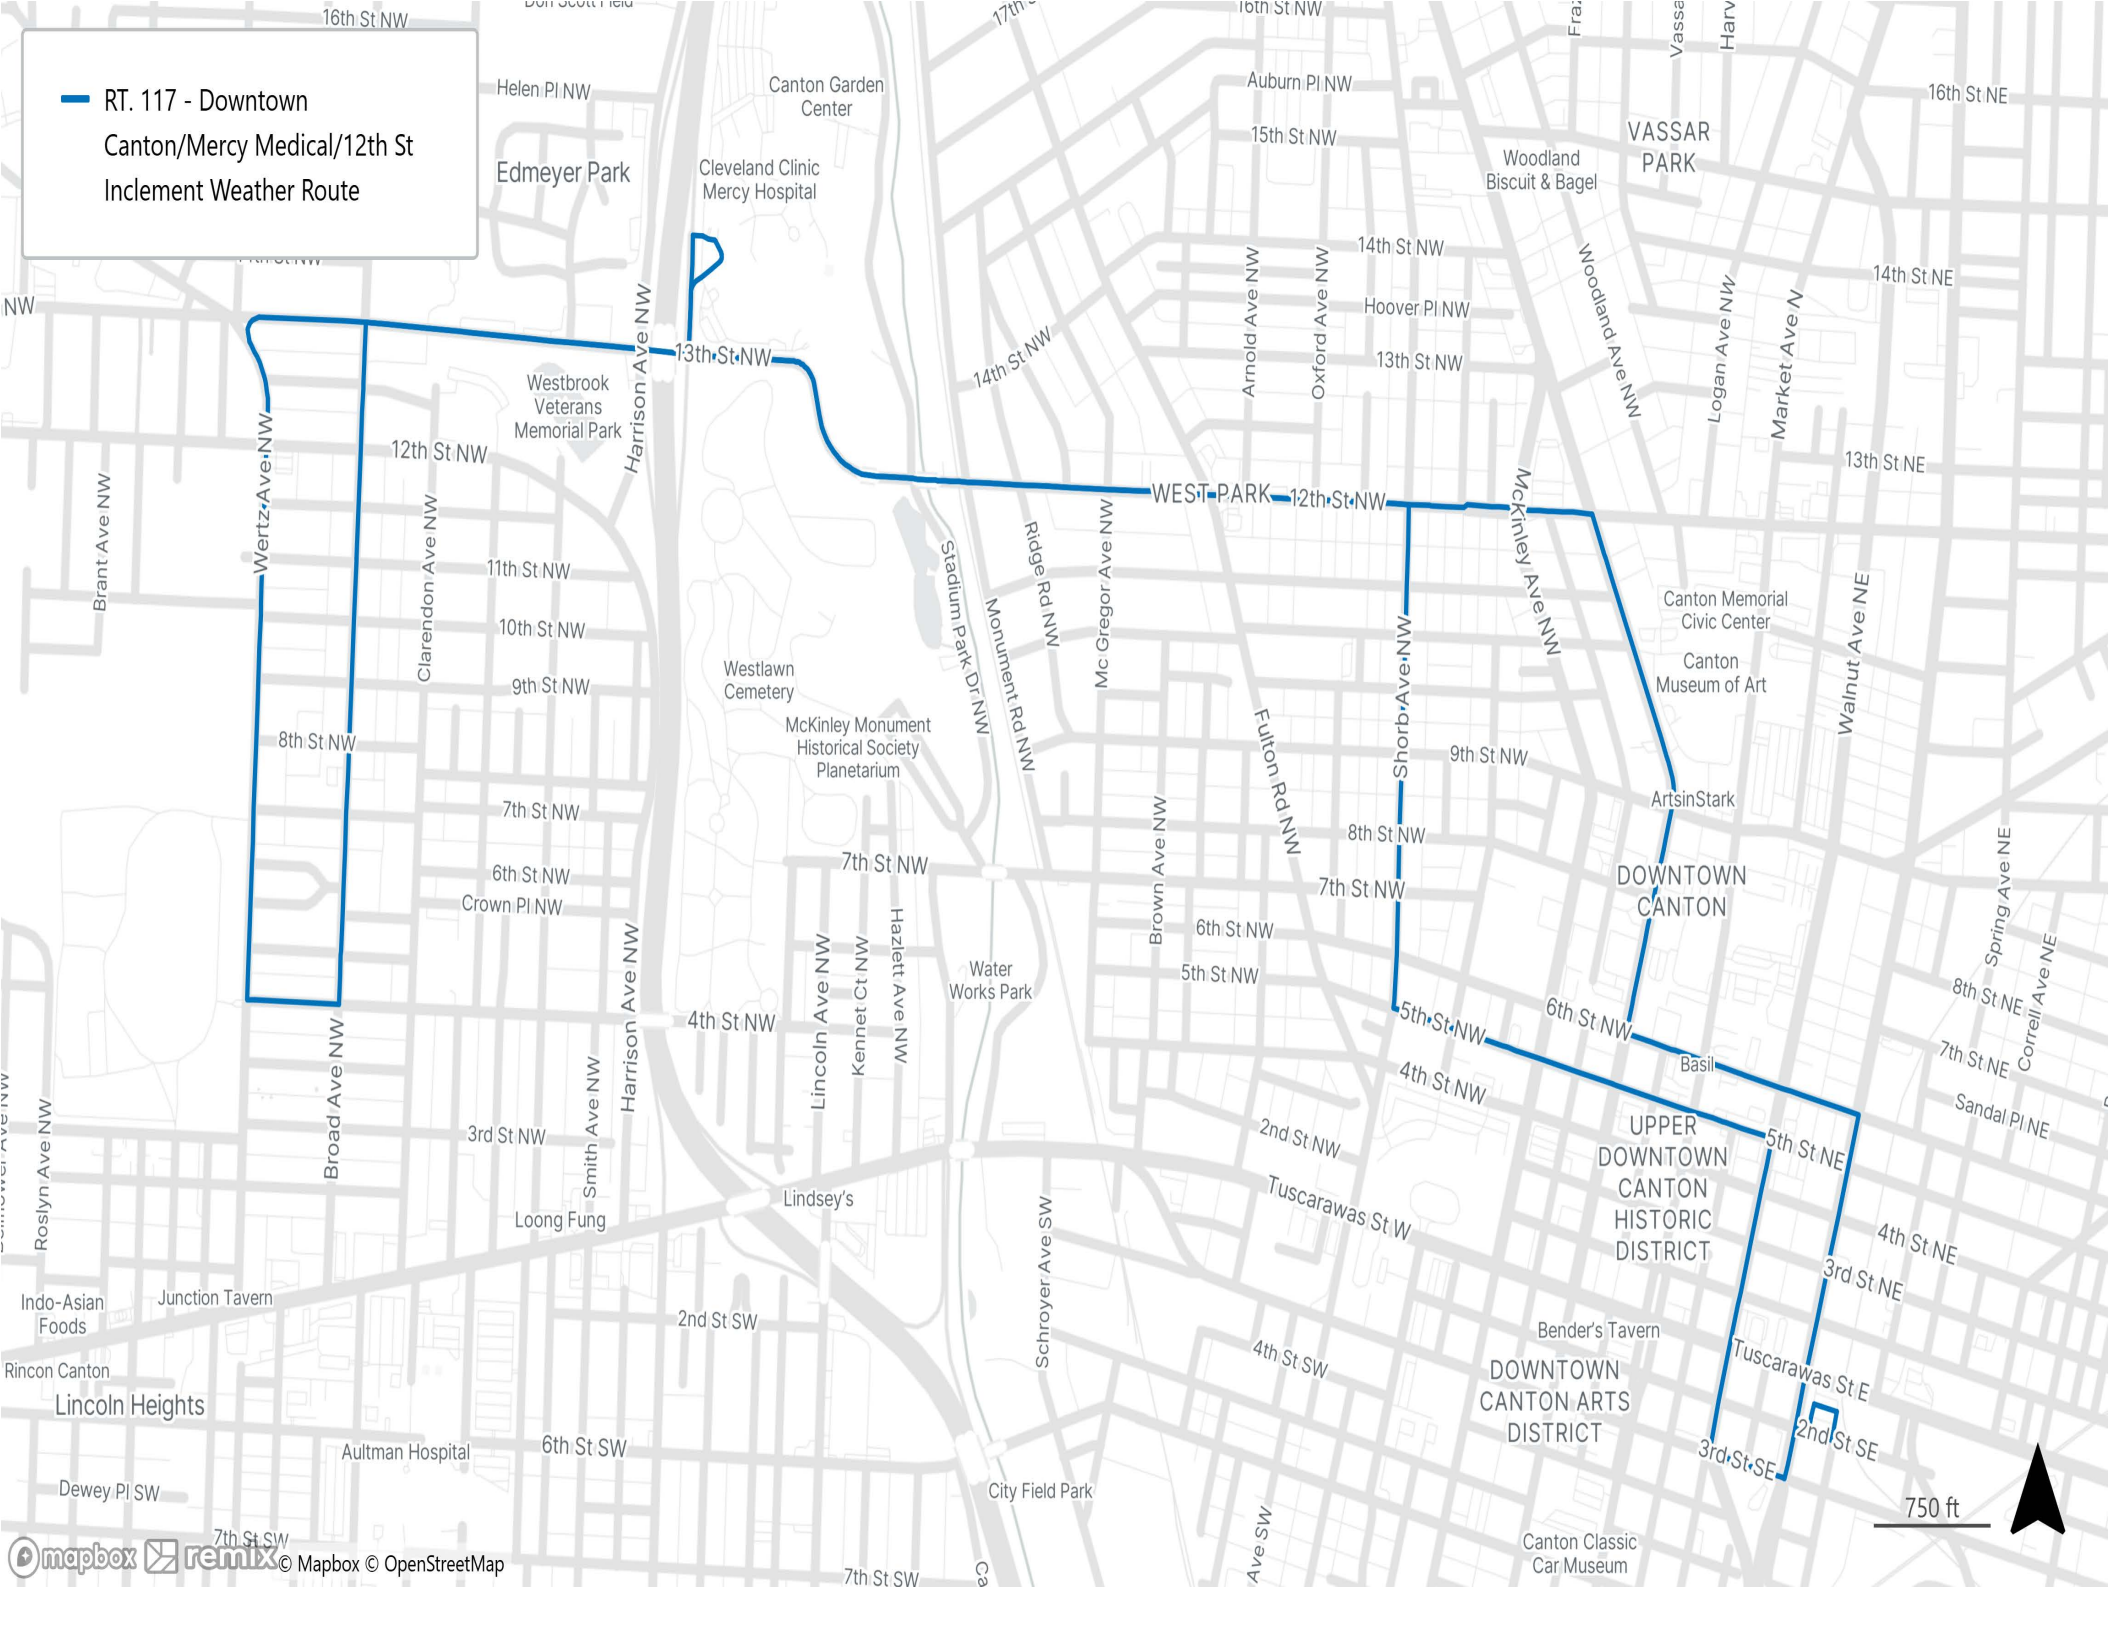 Don Scott Field
16th St NW
17th
16th St NW
Vassa
Harv
RT. 117 - Downtown
Canton/Mercy Medical/12th St
Inclement Weather Route
Helen Pl NW
Canton Garden
Center
Auburn Pl NW
16th St NE
15th St NW
VASSAR
PARK
Woodland
Biscuit & Bagel
Edmeyer Park
Cleveland Clinic
Mercy Hospital
14th St NW
14th St NW
14th St NE
NW
Harrison Ave NW
Arnold Ave NW
Oxford Ave NW
Hoover Pl NW
Woodland Ave NW
Logan Ave NW
Market Ave N
13th St NW
14th St NW
13th St NW
Westbrook
Veterans
Memorial Park
Wertz Ave NW
12th St NW
13th St NE
WEST PARK
12th St NW
McKinley Ave NW
Brant Ave NW
Clarendon Ave NW
Stadium Park Dr NW
Ridge Rd NW
Mc Gregor Ave NW
11th St NW
Monument Rd NW
Canton Memorial
Civic Center
Walnut Ave NE
10th St NW
Shorb Ave NW
Westlawn
Cemetery
Canton
Museum of Art
9th St NW
McKinley Monument
Historical Society
Planetarium
8th St NW
Fulton Rd NW
9th St NW
7th St NW
ArtsinStark
Brown Ave NW
8th St NW
Spring Ave NE
7th St NW
6th St NW
Crown Pl NW
7th St NW
DOWNTOWN
CANTON
Harrison Ave NW
Lincoln Ave NW
Kennet Ct NW
Hazlett Ave NW
6th St NW
5th St NW
Correll Ave NE
Water
Works Park
8th St NE
4th St NW
5th St NW
6th St NW
Broad Ave NW
Smith Ave NW
Basil
7th St NE
4th St NW
Roslyn Ave NW
Sandal Pl NE
3rd St NW
2nd St NW
UPPER
DOWNTOWN
CANTON
HISTORIC
DISTRICT
5th St NE
Lindsey's
Tuscarawas St W
Loong Fung
Schroyer Ave SW
4th St NE
3rd St NE
Indo-Asian
Foods
Junction Tavern
2nd St SW
Bender's Tavern
Rincon Canton
4th St SW
Tuscarawas St E
Lincoln Heights
DOWNTOWN
CANTON ARTS
DISTRICT
Aultman Hospital
6th St SW
2nd St SE
3rd St SE
Dewey Pl SW
City Field Park
750 ft
7th St SW
Ave SW
Canton Classic
Car Museum
mapbox remix © Mapbox © OpenStreetMap
7th St SW
Ca